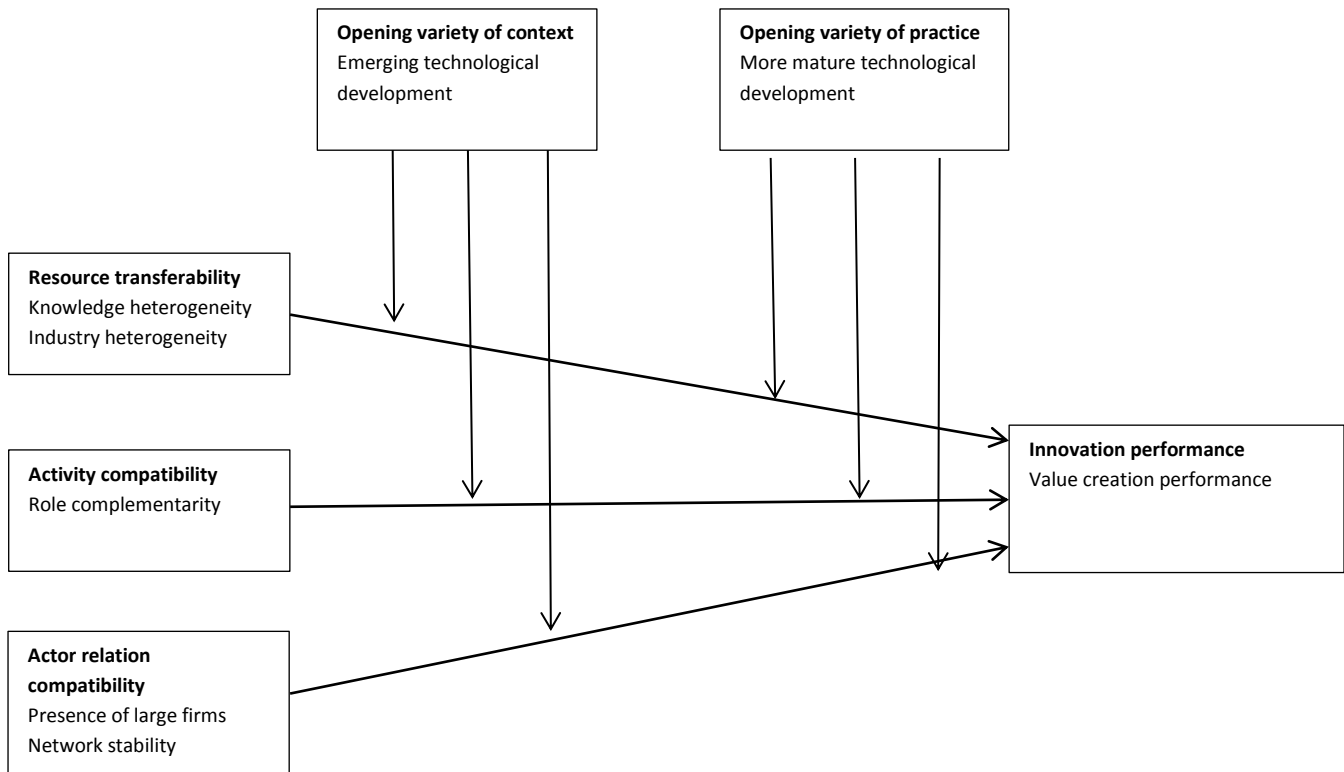 Opening variety of context
Emerging technological
development
Opening variety of practice
More mature technological
development
Resource transferability
Knowledge heterogeneity
Industry heterogeneity
Activity compatibility
Role complementarity
Innovation performance
Value creation performance
Actor relation
compatibility
Presence of large firms
Network stability